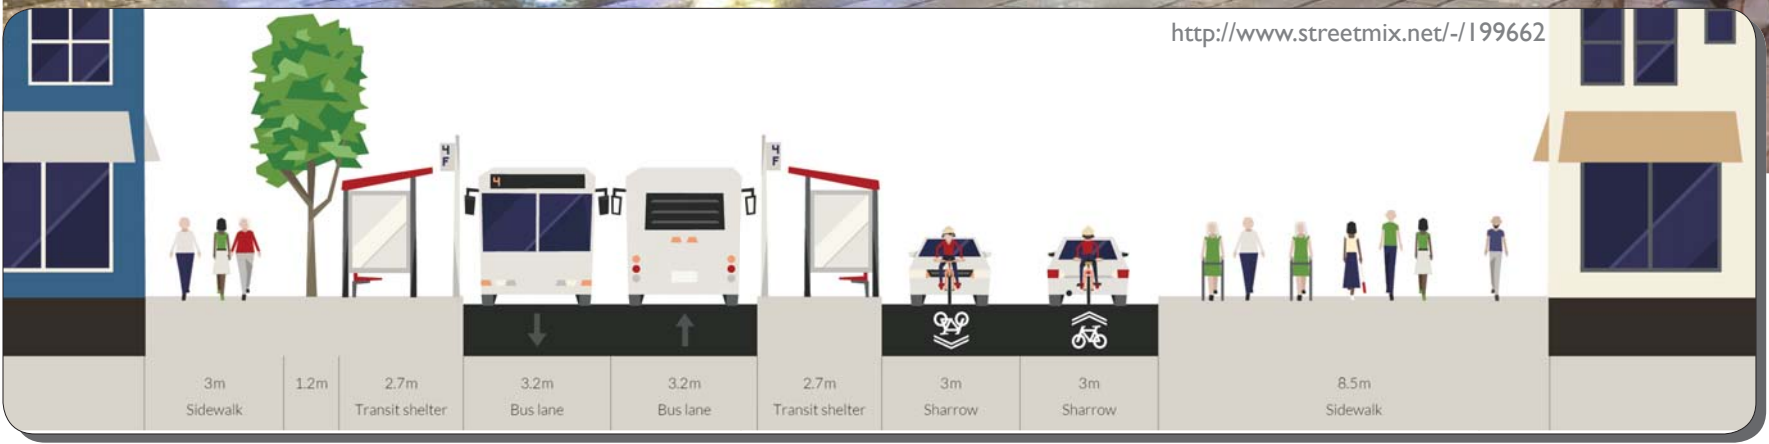 http://www.streetmix.net/-/199662
4
F
4
F
4
3m
Sidewalk
1.2m
2.7m
Transit shelter
3.2m
Bus lane
3.2m
Bus lane
2.7m
Transit shelter
3m
Sharrow
3m
Sharrow
8.5m
Sidewalk